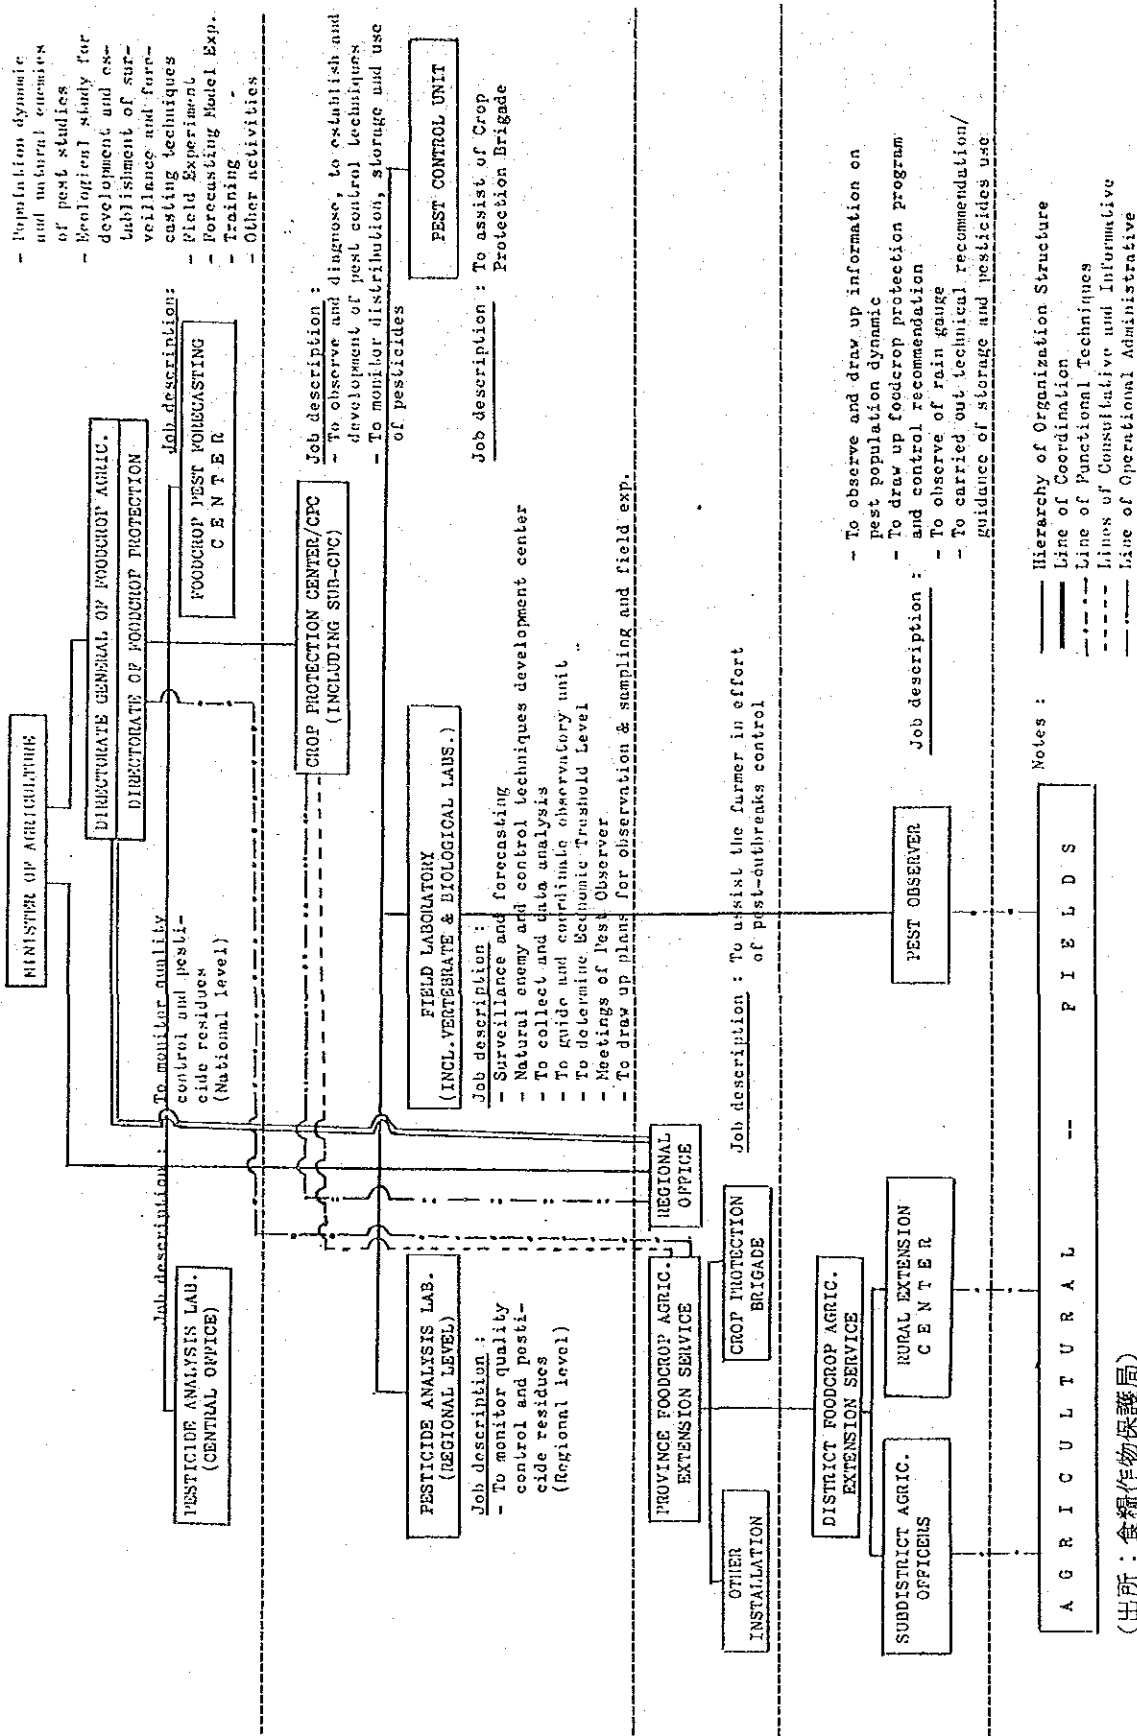 MINISTER OF AGRICULTURE
DIRECTORATE GENERAL OF FOODCROP AGRIC.
DIRECTORATE OF FOODCROP PROTECTION
PESTICIDE ANALYSIS LAB.
(CENTRAL OFFICE)
Job description :
To monitor quality
control and pesti-
cide residues
(National level)
FOODCROP PEST FORECASTING
C E N T E R
Job description:
- Population dynamic
and natural enemies
of pest studies
- Ecological study for
development and es-
tablishment of sur-
veillance and fore-
casting techniques
- Field Experiment
- Forecasting Model Exp.
- Training
- Other activities
CROP PROTECTION CENTER/CPC
(INCLUDING SUB-CPC)
Job description :
- To observe and diagnose, to establish and
development of pest control techniques
- To monitor distribution, storage and use
of pesticides
PESTICIDE ANALYSIS LAB.
(REGIONAL LEVEL)
Job description :
- To monitor quality
control and pesti-
cide residues
(Regional level)
FIELD LABORATORY
(INCL.VERTEBRATE & BIOLOGICAL LABS.)
Job description :
- Surveillance and forecasting
- Natural enemy and control techniques development center
- To collect and data analysis
- To guide and coordinate observatory unit
- To determine Economic Treshold Level
- Meetings of Pest Observer
- To draw up plans for observation & sampling and field exp.
PEST CONTROL UNIT
Job description : To assist of Crop
Protection Brigade
REGIONAL
OFFICE
PROVINCE FOODCROP AGRIC.
EXTENSION SERVICE
OTHER
INSTALLATION
CROP PROTECTION
BRIGADE
Job description : To assist the farmer in effort
of pest-outbreaks control
DISTRICT FOODCROP AGRIC.
EXTENSION SERVICE
SUBDISTRICT AGRIC.
OFFICERS
RURAL EXTENSION
C E N T E R
PEST OBSERVER
Job description :
- To observe and draw up information on
pest population dynamic
- To draw up foodcrop protection program
and control recommendation
- To observe of rain gauge
- To carried out technical recommendation/
guidance of storage and pesticides use
A G R I C U L T U R A L -- F I E L D S
Notes :
Hierarchy of Organization Structure
Line of Coordination
Line of Functional Techniques
Lines of Consultative and Informative
Line of Operational Administrative
(出所：食糧作物保護局)